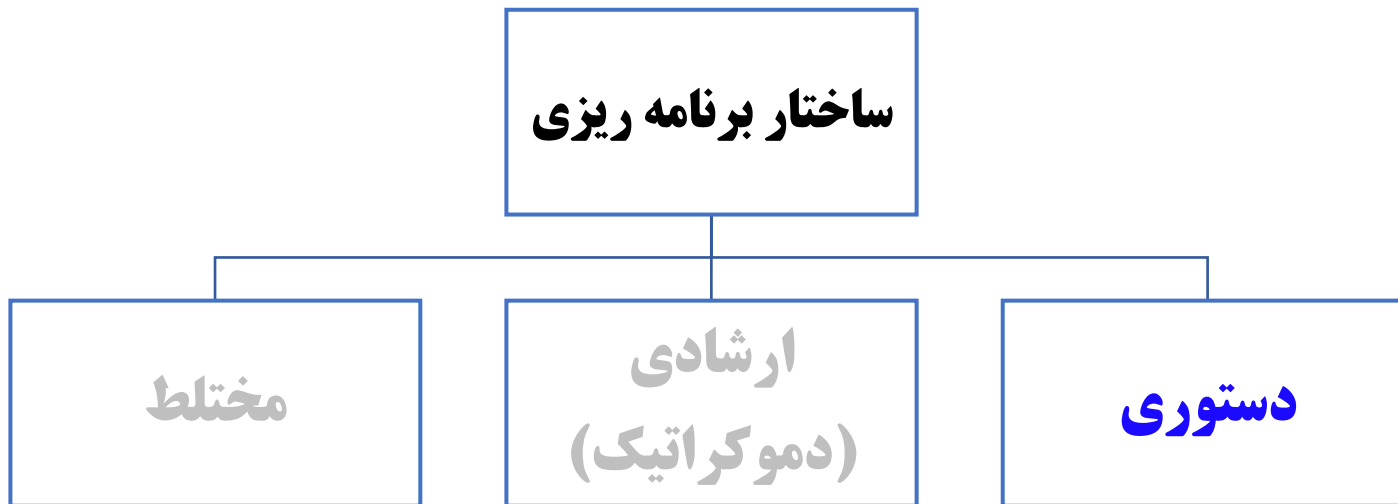 ساختار برنامه ریزی
دستوری
ارشادی
(دموکراتیک)
مختلط